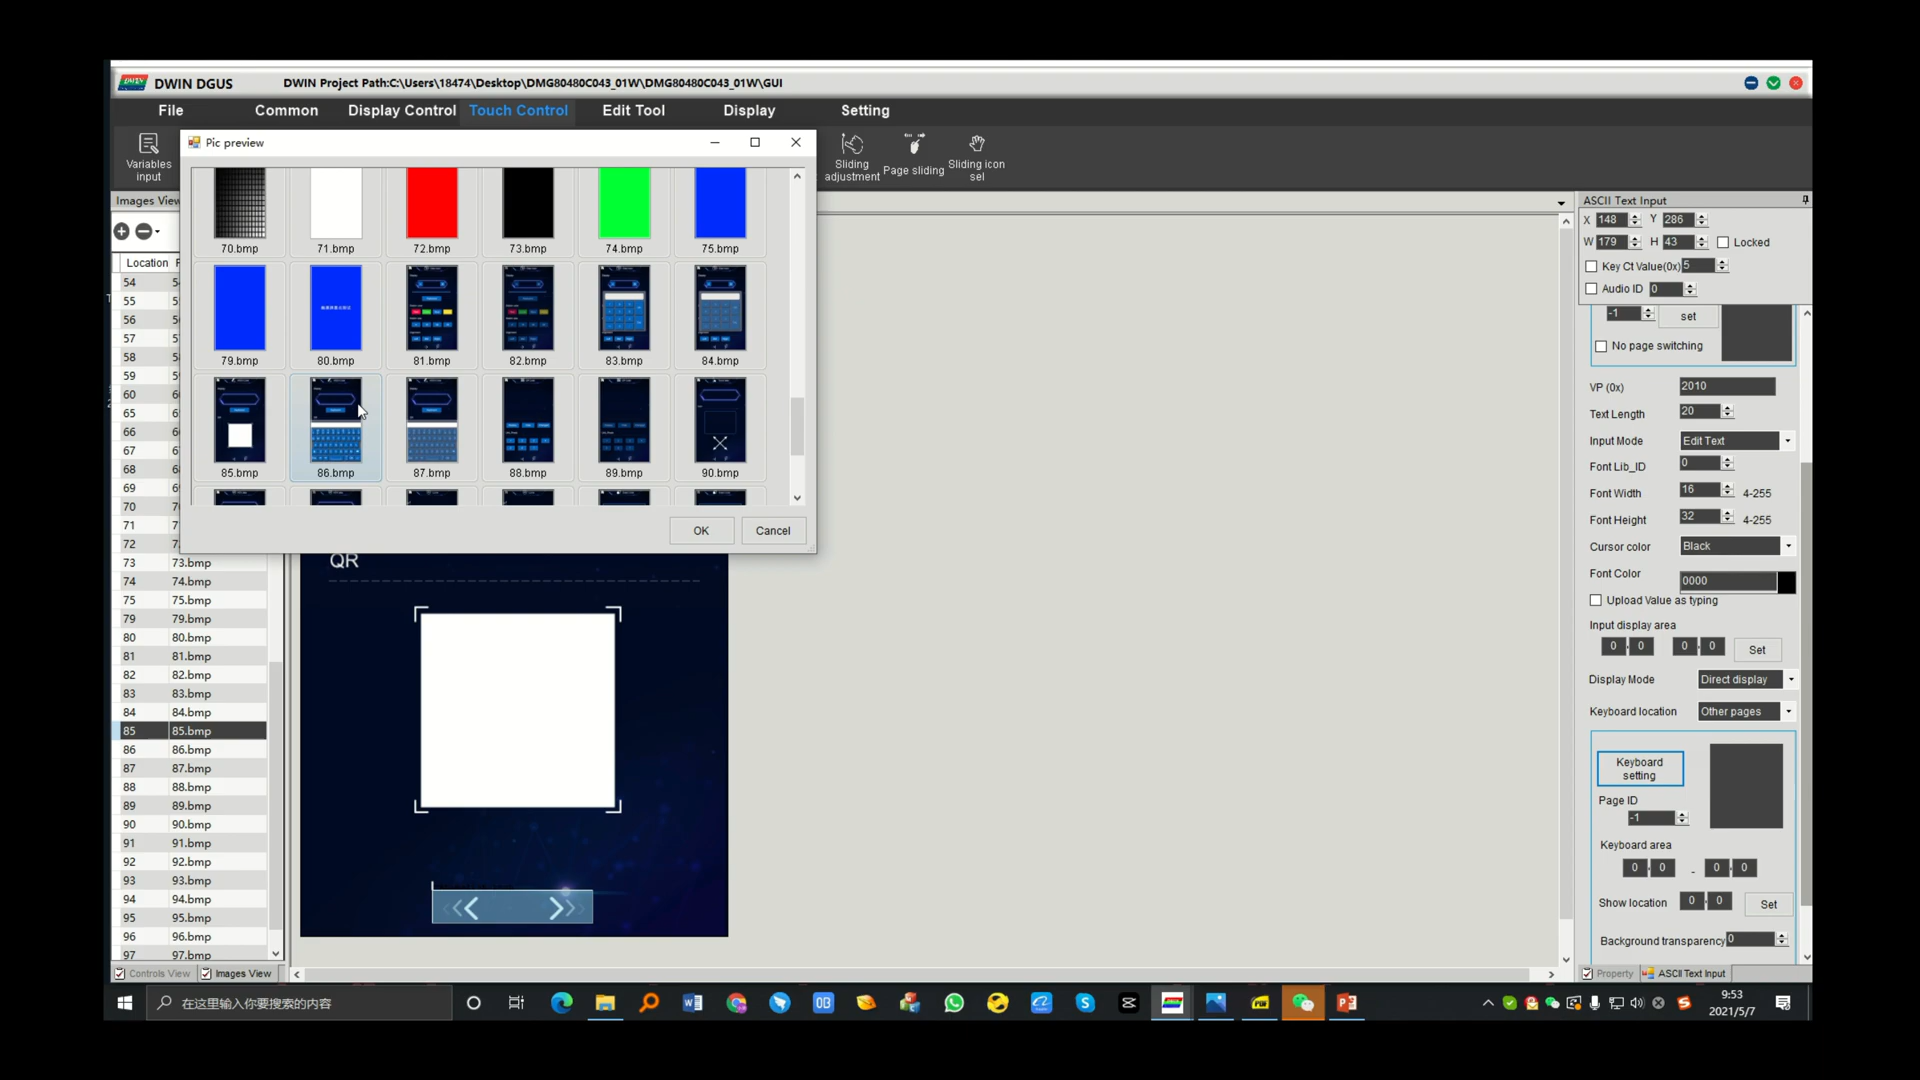 DWIN DGUS DWIN Project Path:C:\Users\18474\Desktop\DMG80480C043_01W\DMG80480C043_01W\GUI
File Common Display Control Touch Control Edit Tool Display Setting
Variables input
Pic preview
Sliding adjustment
Page sliding
Sliding icon sel
70.bmp 71.bmp 72.bmp 73.bmp 74.bmp 75.bmp
79.bmp 80.bmp 81.bmp 82.bmp 83.bmp 84.bmp
85.bmp 86.bmp 87.bmp 88.bmp 89.bmp 90.bmp
OK Cancel
Images View
Location
54
55
56
57
58
59
60
65
66
67
68
69
70
71
72
73 73.bmp
74 74.bmp
75 75.bmp
79 79.bmp
80 80.bmp
81 81.bmp
82 82.bmp
83 83.bmp
84 84.bmp
85 85.bmp
86 86.bmp
87 87.bmp
88 88.bmp
89 89.bmp
90 90.bmp
91 91.bmp
92 92.bmp
93 93.bmp
94 94.bmp
95 95.bmp
96 96.bmp
97 97.bmp
Controls View Images View
QR
ASCII Text Input
X 148 Y 286
W 179 H 43 Locked
Key Ct Value(0x) 5
Audio ID 0
-1 set
No page switching
VP (0x) 2010
Text Length 20
Input Mode Edit Text
Font Lib_ID 0
Font Width 16 4-255
Font Height 32 4-255
Cursor color Black
Font Color 0000
Upload Value as typing
Input display area
0 0 0 0 Set
Display Mode Direct display
Keyboard location Other pages
Keyboard setting
Page ID
-1
Keyboard area
0 0 - 0 0
Show location 0 0 Set
Background transparency 0
Property ASCII Text Input
在这里输入你要搜索的内容
9:53
2021/5/7